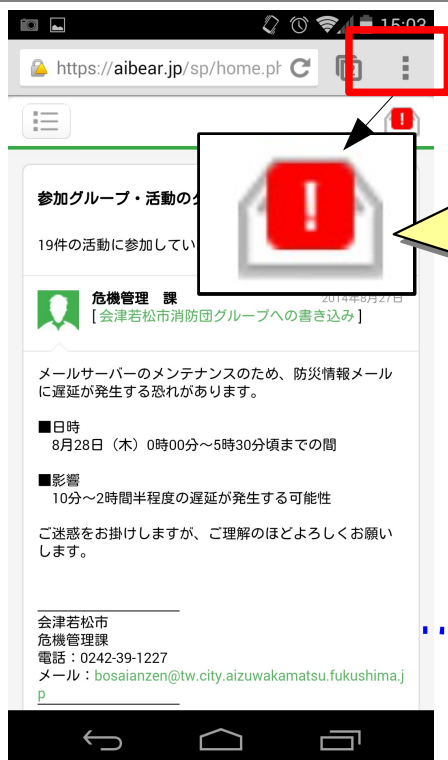 15:03
https://aibear.jp/sp/home.ph
参加グループ・活動の
19件の活動に参加してい
危機管理 課
2014年8月27日
[会津若松市消防団グループへの書き込み]
メールサーバーのメンテナンスのため、防災情報メール
に遅延が発生する恐れがあります。
■日時
8月28日（木）0時00分～5時30分頃までの間
■影響
10分～2時間半程度の遅延が発生する可能性
ご迷惑をお掛けしますが、ご理解のほどよろしくお願い
します。
会津若松市
危機管理課
電話：0242-39-1227
メール：bosaianzen@tw.city.aizuwakamatsu.fukushima.j
p